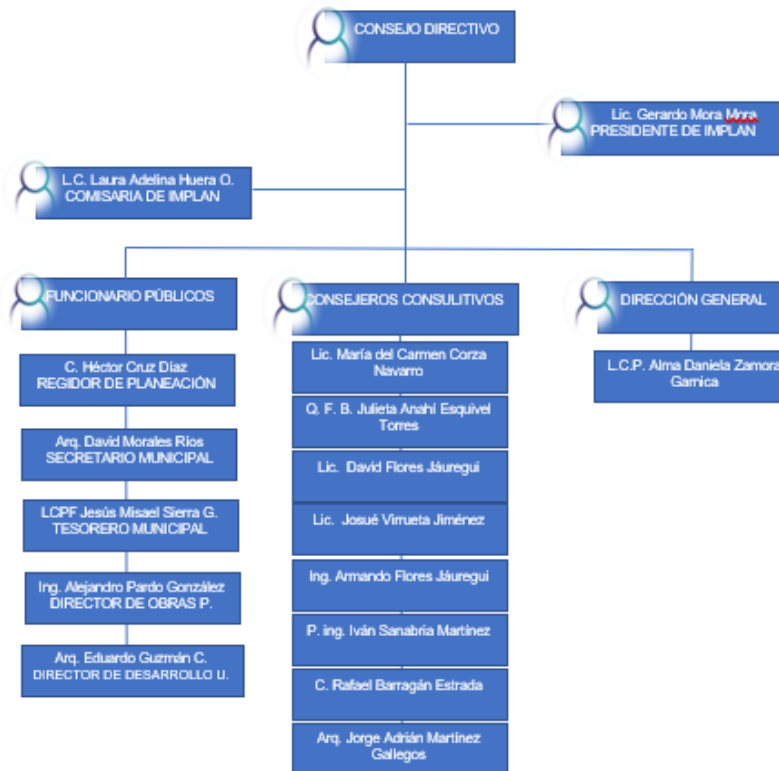 CONSEJO DIRECTIVO
Lic. Gerardo Mora Mora
PRESIDENTE DE IMPLAN
L.C. Laura Adelina Huera O.
COMISARIA DE IMPLAN
FUNCIONARIO PÚBLICOS
C. Héctor Cruz Díaz
REGIDOR DE PLANEACIÓN
Arq. David Morales Ríos
SECRETARIO MUNICIPAL
LCPF Jesús Misael Sierra G.
TESORERO MUNICIPAL
Ing. Alejandro Pardo González
DIRECTOR DE OBRAS P.
Arq. Eduardo Guzmán C.
DIRECTOR DE DESARROLLO U.
CONSEJEROS CONSULITIVOS
Lic. María del Carmen Corza
Navarro
Q. F. B. Julieta Anahí Esquivel
Torres
Lic. David Flores Jáuregui
Lic. Josué Virrueta Jiménez
Ing. Armando Flores Jáuregui
P. ing. Iván Sanabria Martínez
C. Rafael Barragán Estrada
Arq. Jorge Adrián Martínez
Gallegos
DIRECCIÓN GENERAL
L.C.P. Alma Daniela Zamora
Garnica